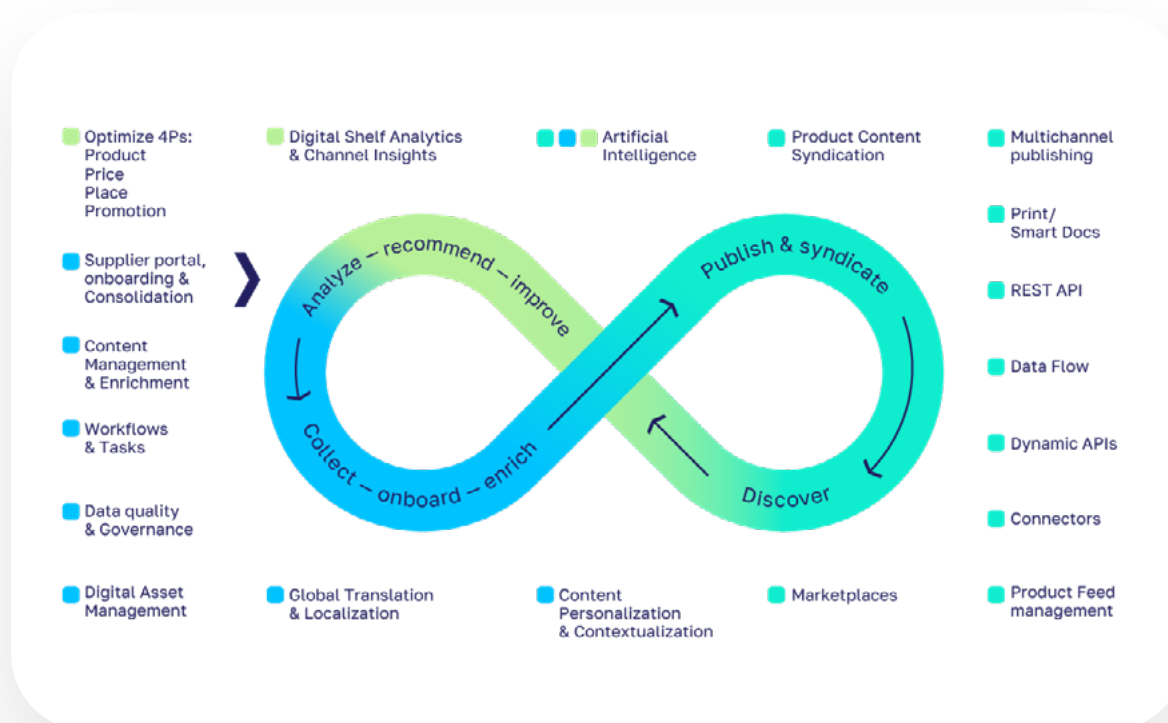 Optimize 4Ps:
Product
Price
Place
Promotion
Digital Shelf Analytics
& Channel Insights
Artificial
Intelligence
Product Content
Syndication
Multichannel
publishing
Print/
Smart Docs
REST API
Data Flow
Dynamic APIs
Connectors
Product Feed
management
Supplier portal,
onboarding &
Consolidation
Content
Management
& Enrichment
Workflows
& Tasks
Data quality
& Governance
Digital Asset
Management
Global Translation
& Localization
Content
Personalization
& Contextualization
Marketplaces
Analyze – recommend – improve
Publish & syndicate
Collect – onboard – enrich
Discover